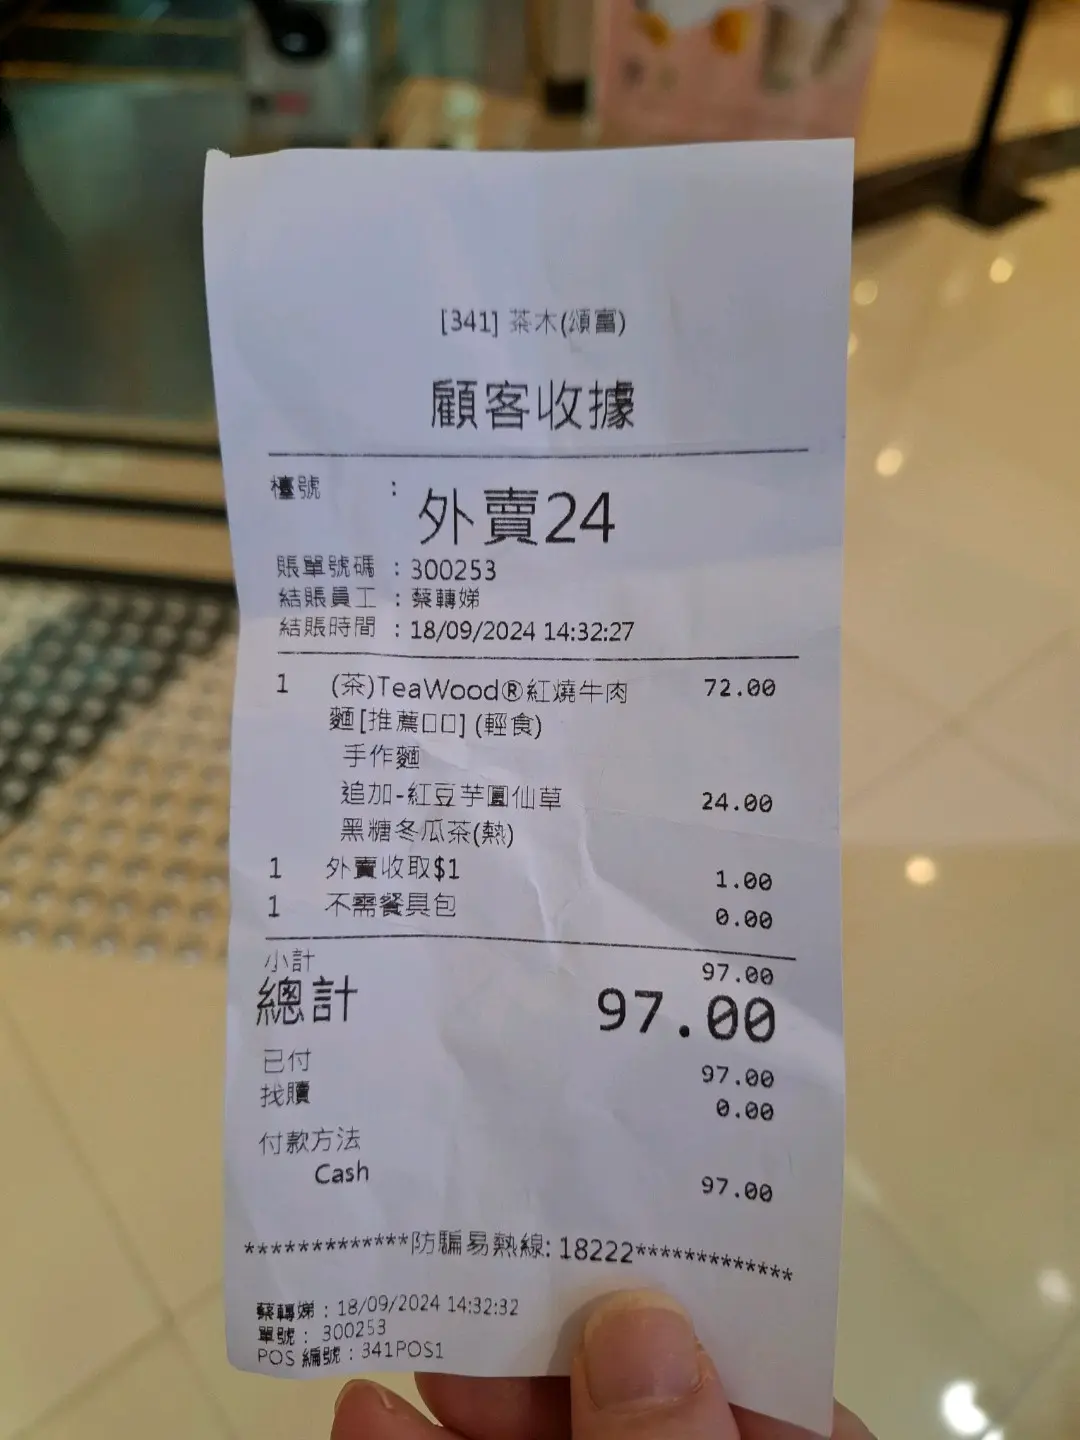 [341] 茶木(頌富)
顧客收據
檯號 : 外賣24
賬單號碼 : 300253
結賬員工 : 蔡轉娣
結賬時間 : 18/09/2024 14:32:27
1 (茶)TeaWood®紅燒牛肉 72.00
麵[推薦□□] (輕食)
手作麵
追加-紅豆芋圓仙草 24.00
黑糖冬瓜茶(熱)
1 外賣收取$1 1.00
1 不需餐具包 0.00
小計 97.00
總計 97.00
已付 97.00
找贖 0.00
付款方法
Cash 97.00
*************防騙易熱線: 18222*************
蔡轉娣 : 18/09/2024 14:32:32
單號 : 300253
POS 編號 : 341POS1